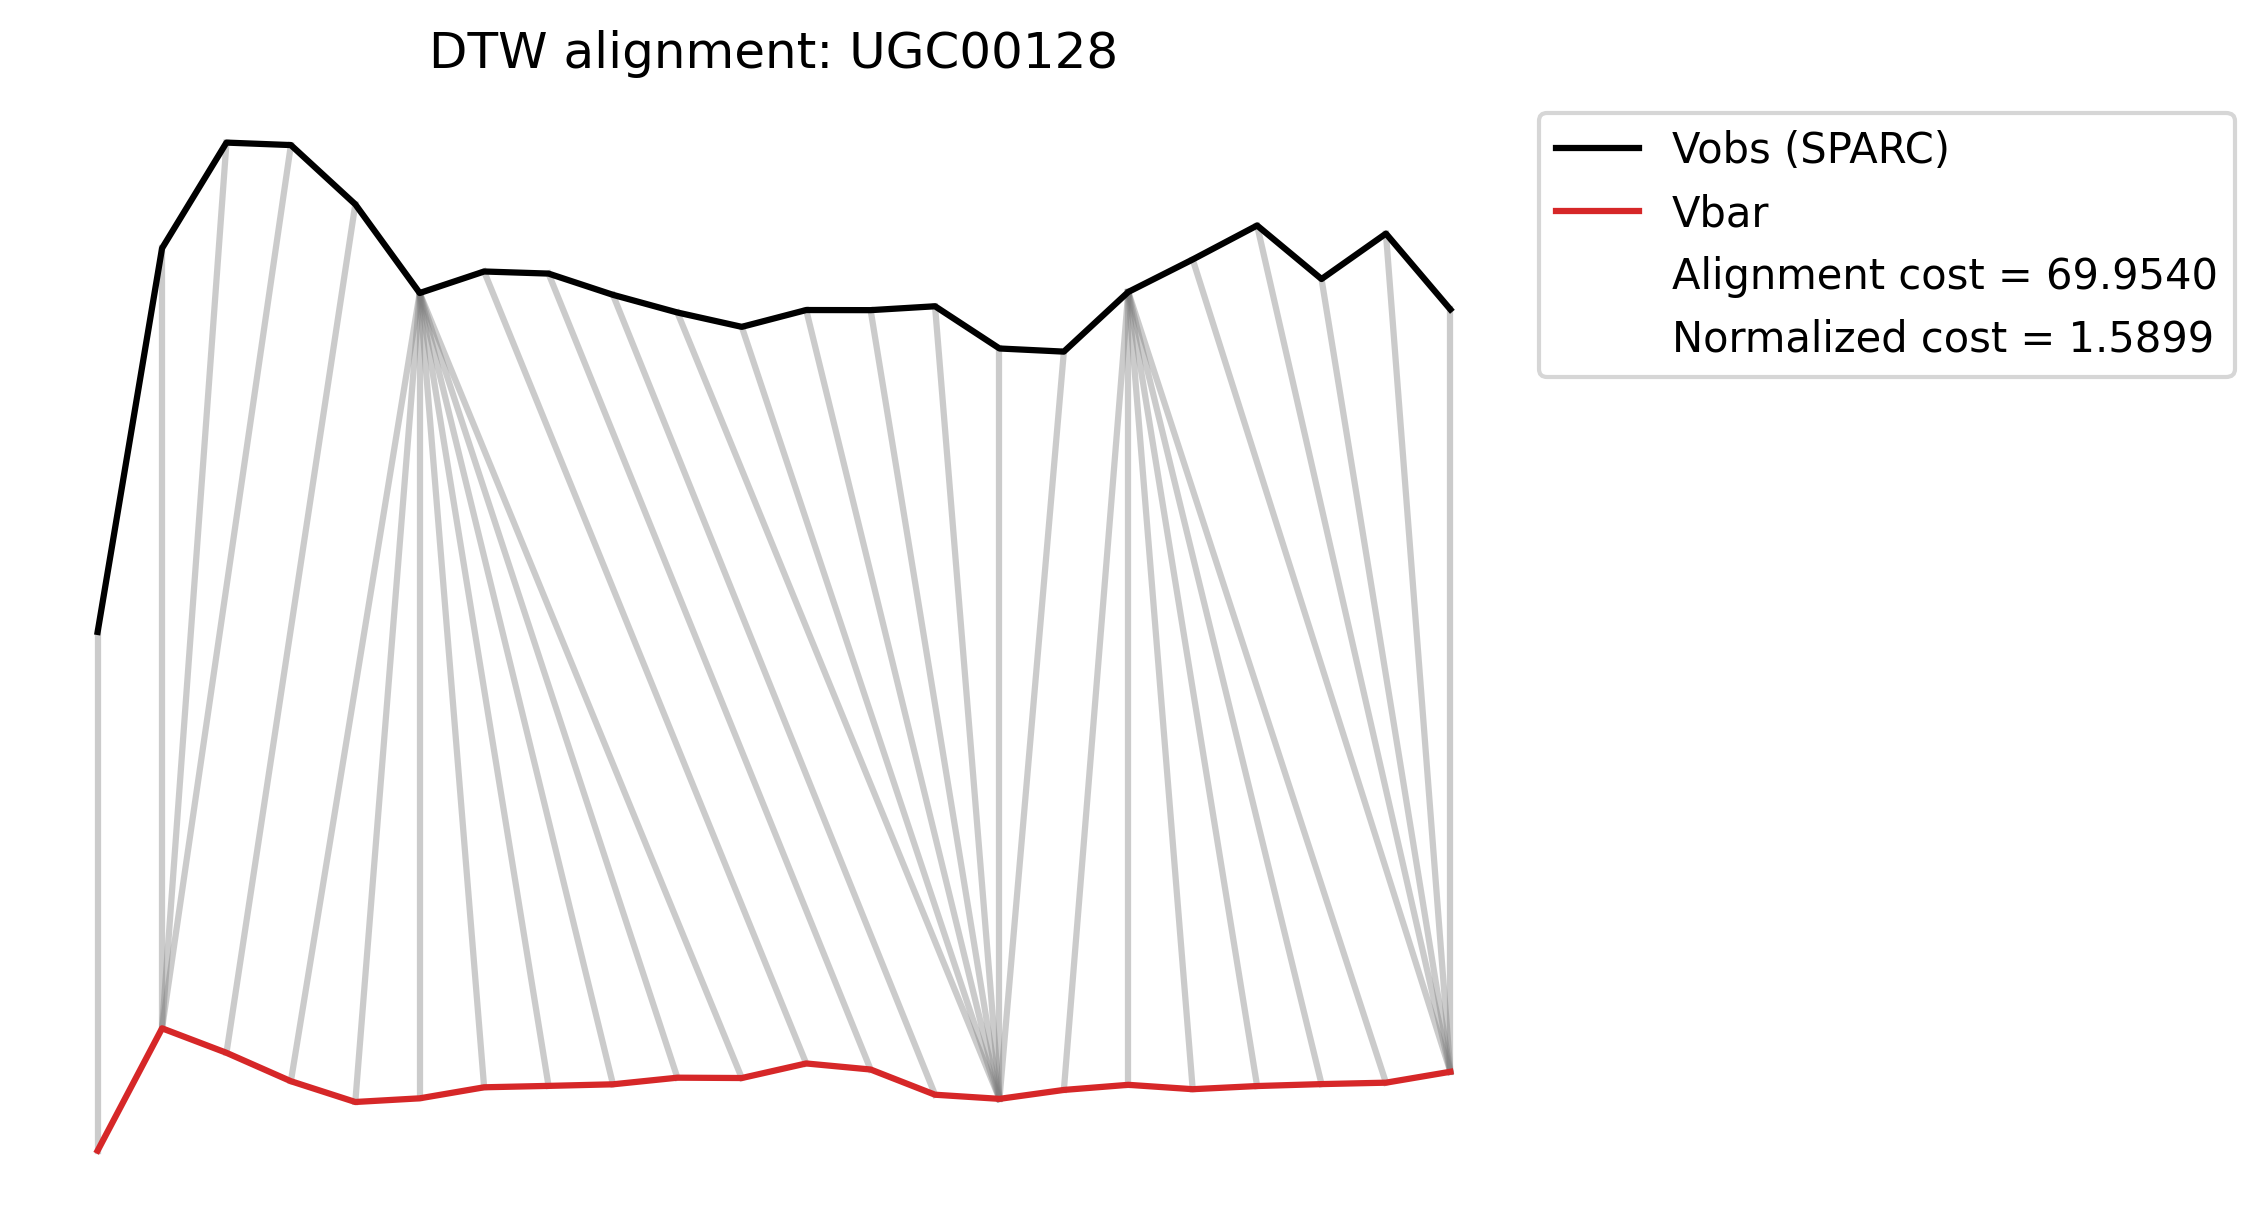 DTW alignment: UGC00128
Vobs (SPARC)
Vbar
Alignment cost = 69.9540
Normalized cost = 1.5899